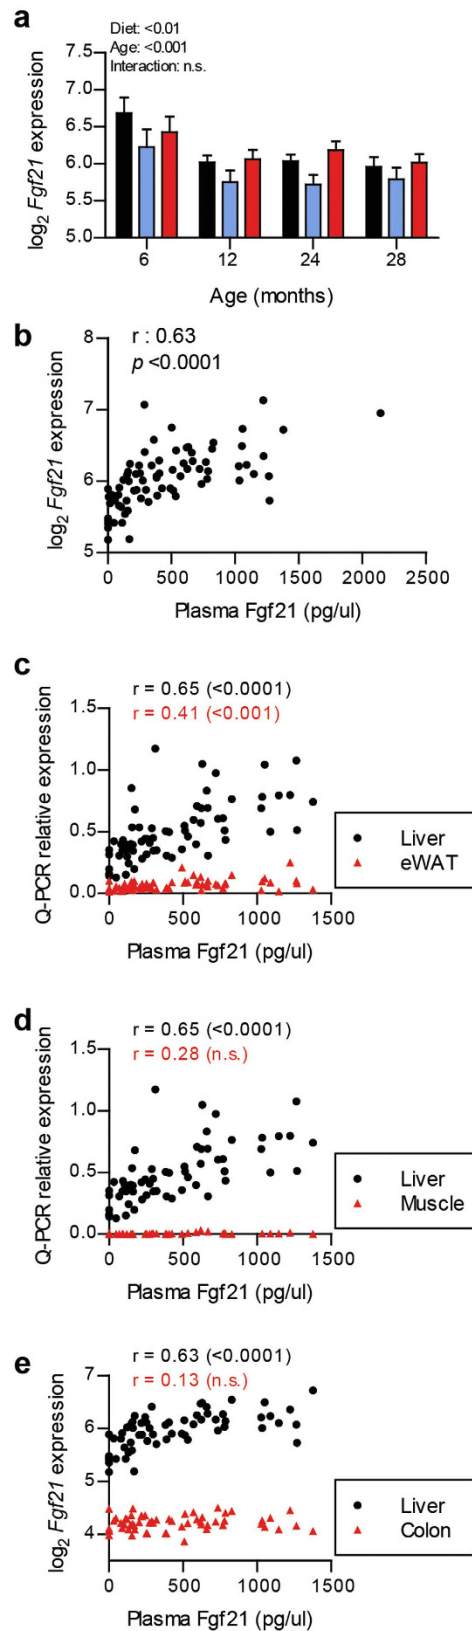 a
Diet: <0.01
Age: <0.001
Interaction: n.s.
log2 Fgf21 expression
7.5
7.0
6.5
6.0
5.5
5.0
6 12 24 28
Age (months)
b
r : 0.63
p <0.0001
log2 Fgf21 expression
8
7
6
5
0 500 1000 1500 2000 2500
Plasma Fgf21 (pg/ul)
c
r = 0.65 (<0.0001)
r = 0.41 (<0.001)
Q-PCR relative expression
1.5
1.0
0.5
0.0
0 500 1000 1500
Plasma Fgf21 (pg/ul)
Liver
eWAT
d
r = 0.65 (<0.0001)
r = 0.28 (n.s.)
Q-PCR relative expression
1.5
1.0
0.5
0.0
0 500 1000 1500
Plasma Fgf21 (pg/ul)
Liver
Muscle
e
r = 0.63 (<0.0001)
r = 0.13 (n.s.)
log2 Fgf21 expression
7
6
5
4
0 500 1000 1500
Plasma Fgf21 (pg/ul)
Liver
Colon